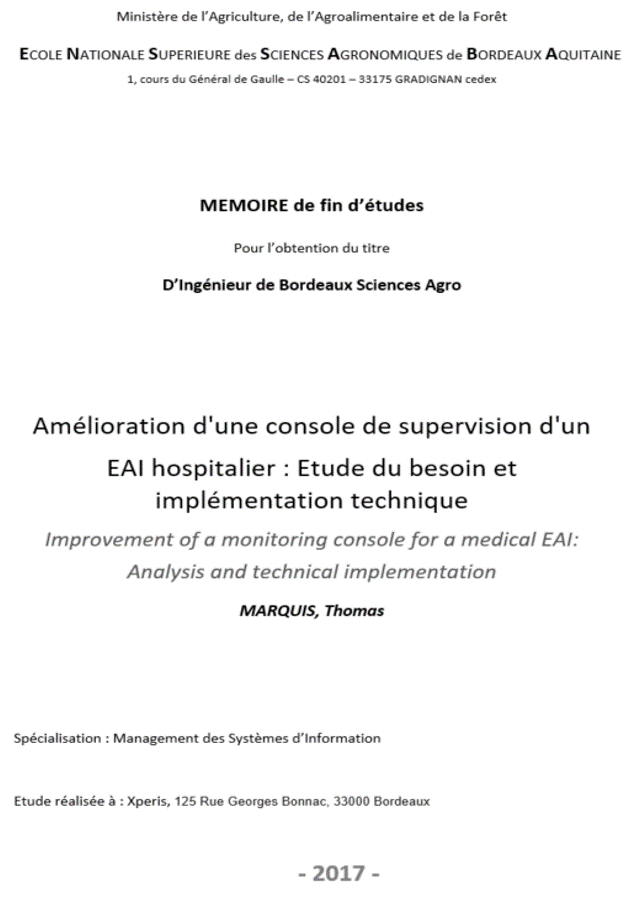 Ministère de l'Agriculture, de l'Agroalimentaire et de la Forêt
ECOLE NATIONALE SUPERIEURE des SCIENCES AGRONOMIQUES de BORDEAUX AQUITAINE
1, cours du Général de Gaulle – CS 40201 – 33175 GRADIGNAN cedex
MEMOIRE de fin d'études
Pour l'obtention du titre
D'Ingénieur de Bordeaux Sciences Agro
Amélioration d'une console de supervision d'un
EAI hospitalier : Etude du besoin et
implémentation technique
Improvement of a monitoring console for a medical EAI:
Analysis and technical implementation
MARQUIS, Thomas
Spécialisation : Management des Systèmes d'Information
Etude réalisée à : Xperis, 125 Rue Georges Bonnac, 33000 Bordeaux
- 2017 -